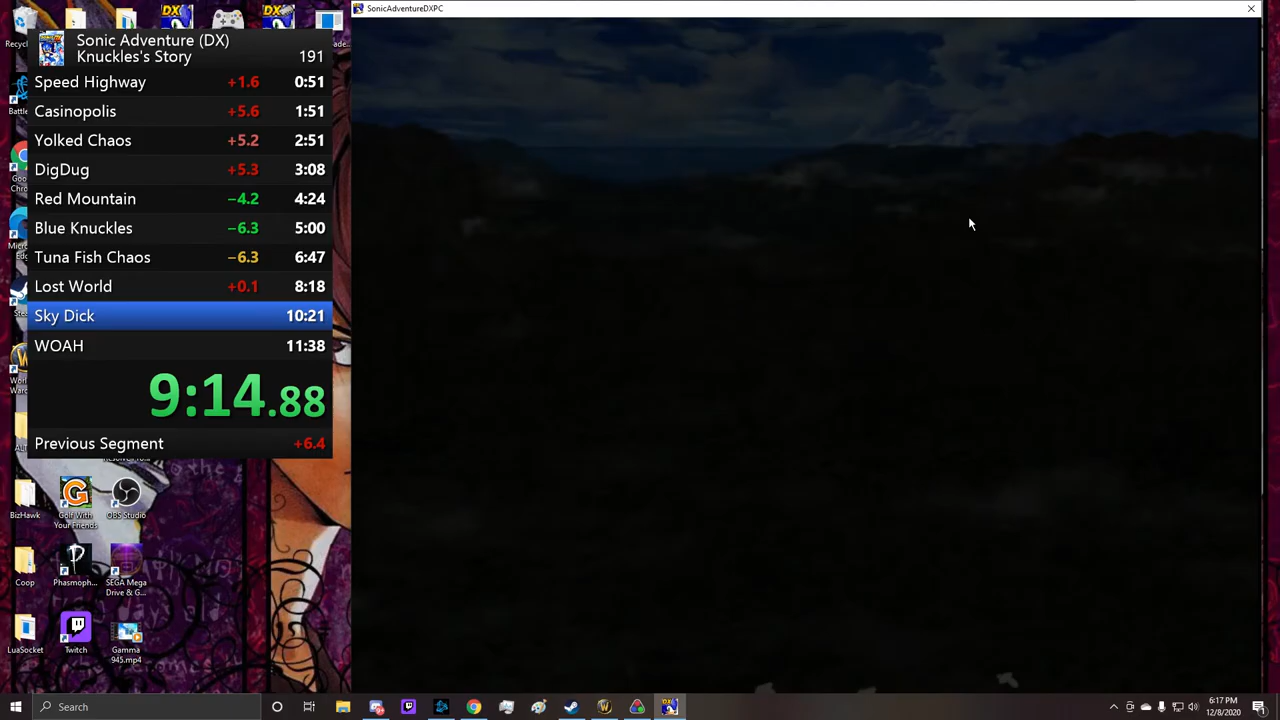 SonicAdventureDXPC
Sonic Adventure (DX)
Knuckles's Story 191
Speed Highway +1.6 0:51
Casinopolis +5.6 1:51
Yolked Chaos +5.2 2:51
DigDug +5.3 3:08
Red Mountain −4.2 4:24
Blue Knuckles −6.3 5:00
Tuna Fish Chaos −6.3 6:47
Lost World +0.1 8:18
Sky Dick 10:21
WOAH 11:38
9:14.88
Previous Segment +6.4
BizHawk
Golf With Your Friends
OBS Studio
Coop
Phasmoph...
SEGA Mega Drive & G...
LuaSocket
Twitch
Gamma 945.mp4
Search
6:17 PM
12/8/2020